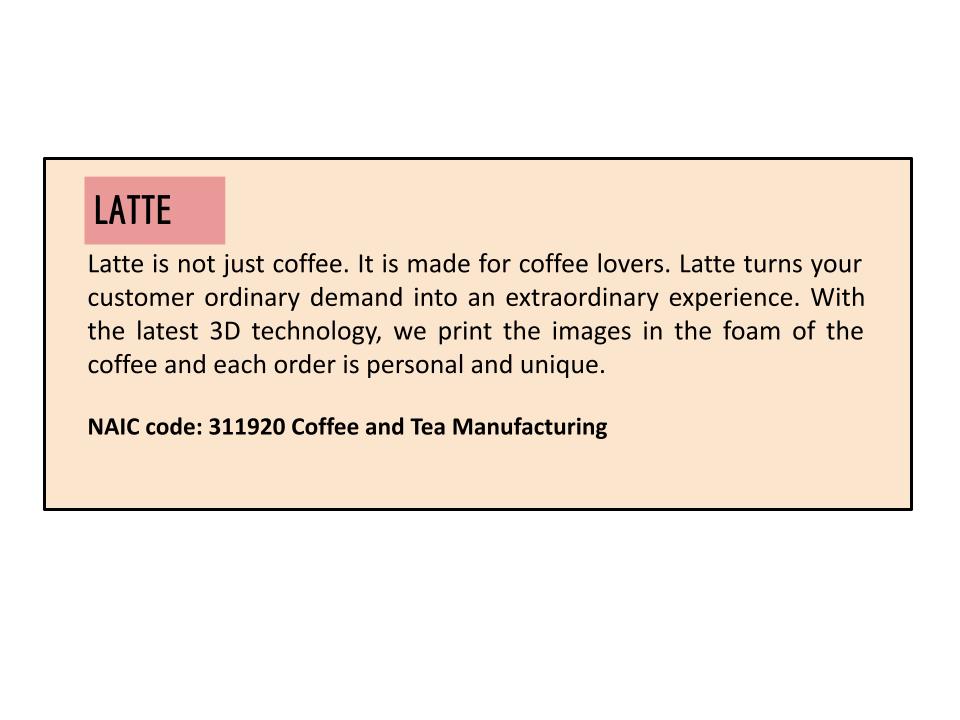 LATTE
Latte is not just coffee. It is made for coffee lovers. Latte turns your
customer ordinary demand into an extraordinary experience. With
the latest 3D technology, we print the images in the foam of the
coffee and each order is personal and unique.
NAIC code: 311920 Coffee and Tea Manufacturing